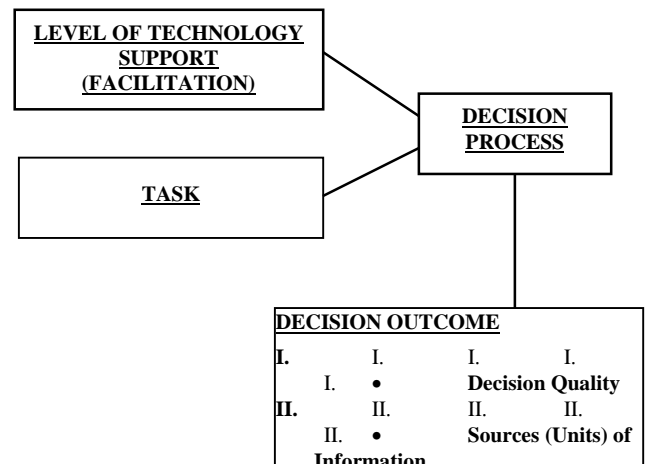 LEVEL OF TECHNOLOGY
SUPPORT
(FACILITATION)
DECISION
PROCESS
TASK
DECISION OUTCOME
I. I. I. I.
I. • Decision Quality
II. II. II. II.
II. • Sources (Units) of
Information